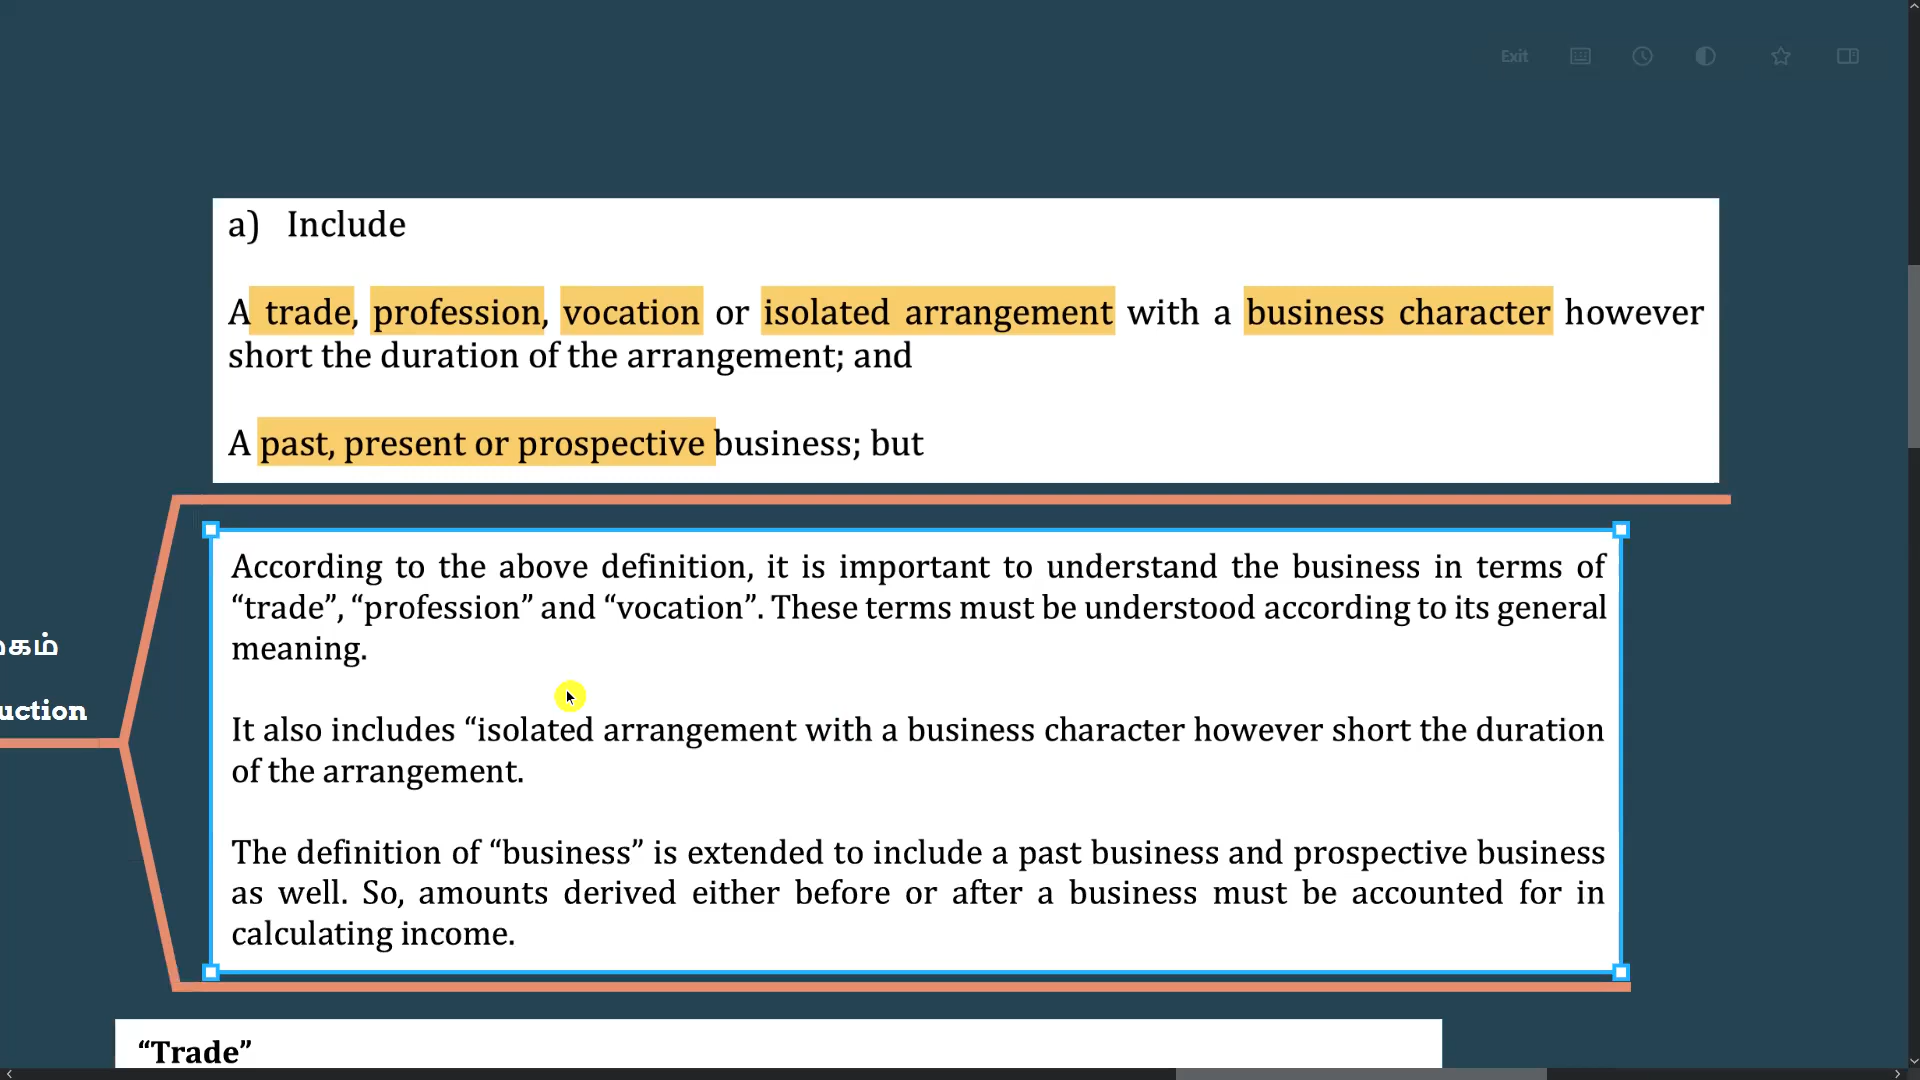 Exit
a) Include
A trade, profession, vocation or isolated arrangement with a business character however
short the duration of the arrangement; and
A past, present or prospective business; but
According to the above definition, it is important to understand the business in terms of
“trade”, “profession” and “vocation”. These terms must be understood according to its general
meaning.
It also includes “isolated arrangement with a business character however short the duration
of the arrangement.
The definition of “business” is extended to include a past business and prospective business
as well. So, amounts derived either before or after a business must be accounted for in
calculating income.
“Trade”